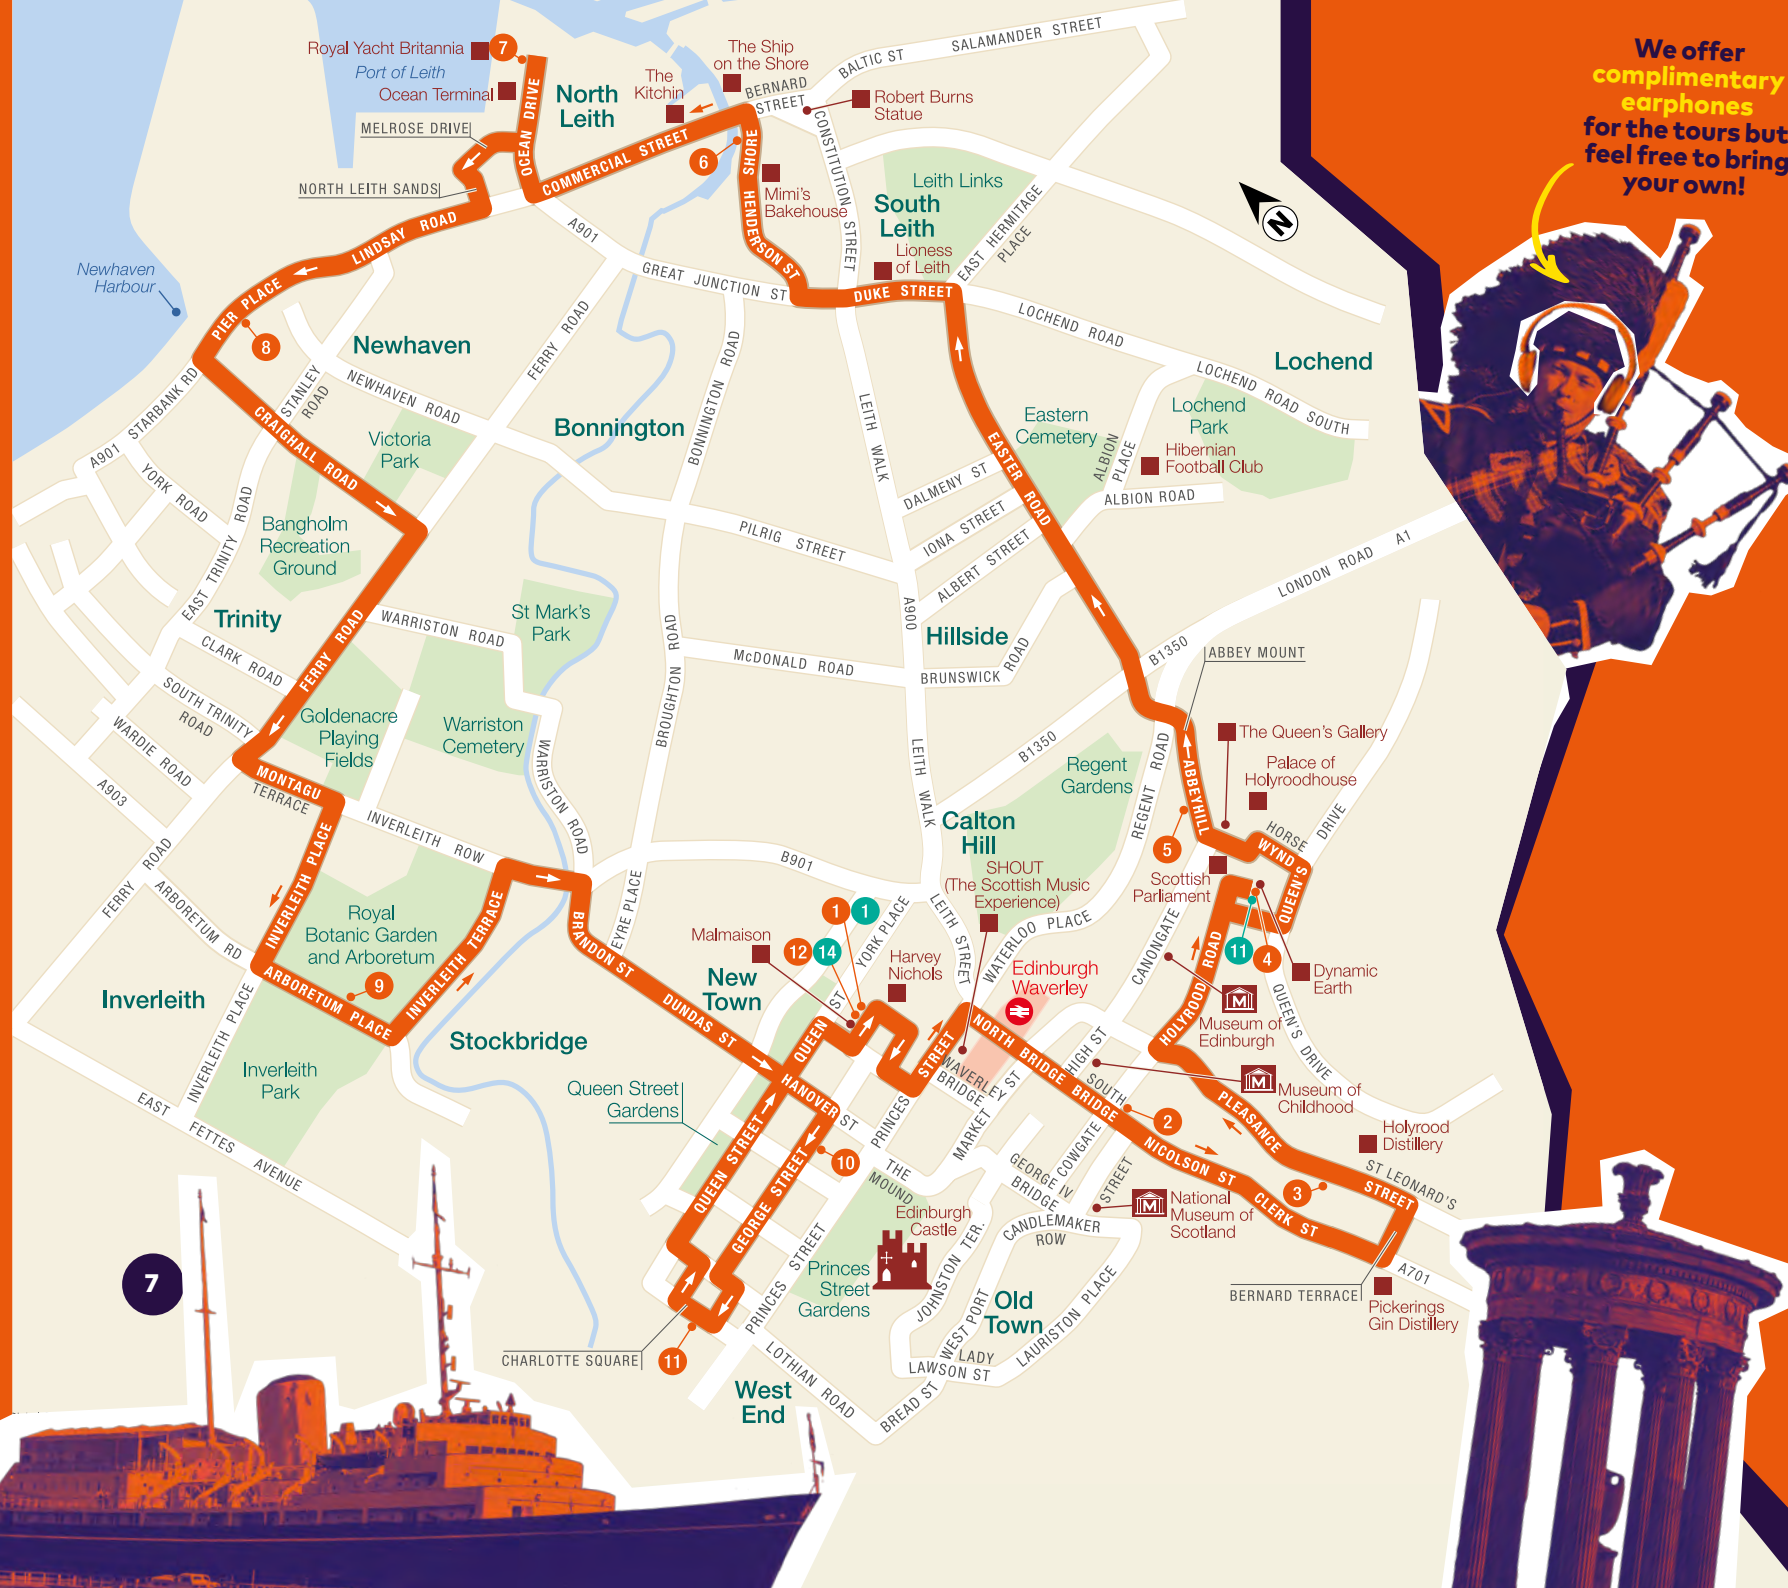 We offer
complimentary
earphones
for the tours but
feel free to bring
your own!
Royal Yacht Britannia
7
Port of Leith
Ocean Terminal
MELROSE DRIVE
NORTH LEITH SANDS
OCEAN DRIVE
North
Leith
The
Kitchin
The Ship
on the Shore
BERNARD
STREET
BALTIC ST
SALAMANDER STREET
Robert Burns
Statue
COMMERCIAL STREET
6
SHORE
HENDERSON ST
Mimi's
Bakehouse
CONSTITUTION STREET
Leith Links
South
Leith
Lioness
of Leith
EAST HERMITAGE
PLACE
N
LINDSAY ROAD
A901
GREAT JUNCTION ST
DUKE STREET
Newhaven
Harbour
PIER PLACE
8
Newhaven
FERRY ROAD
LOCHEND ROAD
Lochend
LOCHEND ROAD SOUTH
Lochend
Park
Hibernian
Football Club
ALBION
PLACE
ALBION ROAD
Eastern
Cemetery
EASTER ROAD
A901 STARBANK RD
STANLEY
ROAD
NEWHAVEN ROAD
CRAIGHALL ROAD
Victoria
Park
Bonnington
BONNINGTON ROAD
LEITH WALK
DALMENY ST
IONA STREET
ALBERT STREET
YORK ROAD
EAST TRINITY ROAD
Bangholm
Recreation
Ground
PILRIG STREET
LONDON ROAD A1
Trinity
FERRY ROAD
WARRISTON ROAD
St Mark's
Park
A900
Hillside
CLARK ROAD
SOUTH TRINITY
ROAD
McDONALD ROAD
BRUNSWICK
ROAD
B1350
ABBEY MOUNT
WARDIE ROAD
A903
Goldenacre
Playing
Fields
Warriston
Cemetery
WARRISTON ROAD
BROUGHTON ROAD
LEITH WALK
B1350
Regent
Gardens
REGENT ROAD
ABBEYHILL
The Queen's Gallery
Palace of
Holyroodhouse
MONTAGU
TERRACE
INVERLEITH ROW
INVERLEITH PLACE
Calton
Hill
5
HORSE
WYND
DRIVE
QUEEN'S
FERRY ROAD
ARBORETUM RD
B901
SHOUT
(The Scottish Music
Experience)
Scottish
Parliament
Royal
Botanic Garden
and Arboretum
INVERLEITH TERRACE
EYRE PLACE
BRANDON ST
Malmaison
1
1
12
14
YORK PLACE
Harvey
Nichols
LEITH STREET
WATERLOO PLACE
CANONGATE
HOLYROOD ROAD
11
4
Dynamic
Earth
ARBORETUM PLACE
9
Inverleith
INVERLEITH PLACE
New
Town
Edinburgh
Waverley
Museum of
Edinburgh
QUEEN'S DRIVE
DUNDAS ST
QUEEN
ST
STREET
NORTH BRIDGE
BRIDGE
WAVERLEY
BRIDGE
HIGH ST
SOUTH
Stockbridge
Inverleith
Park
EAST
FETTES
AVENUE
Queen Street
Gardens
HANOVER
ST
PRINCES
MARKET ST
Museum of
Childhood
2
PLEASANCE
Holyrood
Distillery
QUEEN STREET
GEORGE STREET
10
THE
MOUND
GEORGE IV
BRIDGE
COWGATE
STREET
NICOLSON ST
CLERK ST
3
ST LEONARD'S
STREET
Edinburgh
Castle
CANDLEMAKER
ROW
National
Museum of
Scotland
7
Princes
Street
Gardens
PRINCES STREET
JOHNSTON TER.
WEST PORT
Old
Town
LAURISTON PLACE
BERNARD TERRACE
A701
Pickerings
Gin Distillery
CHARLOTTE SQUARE
11
LOTHIAN ROAD
LADY
LAWSON ST
BREAD ST
West
End